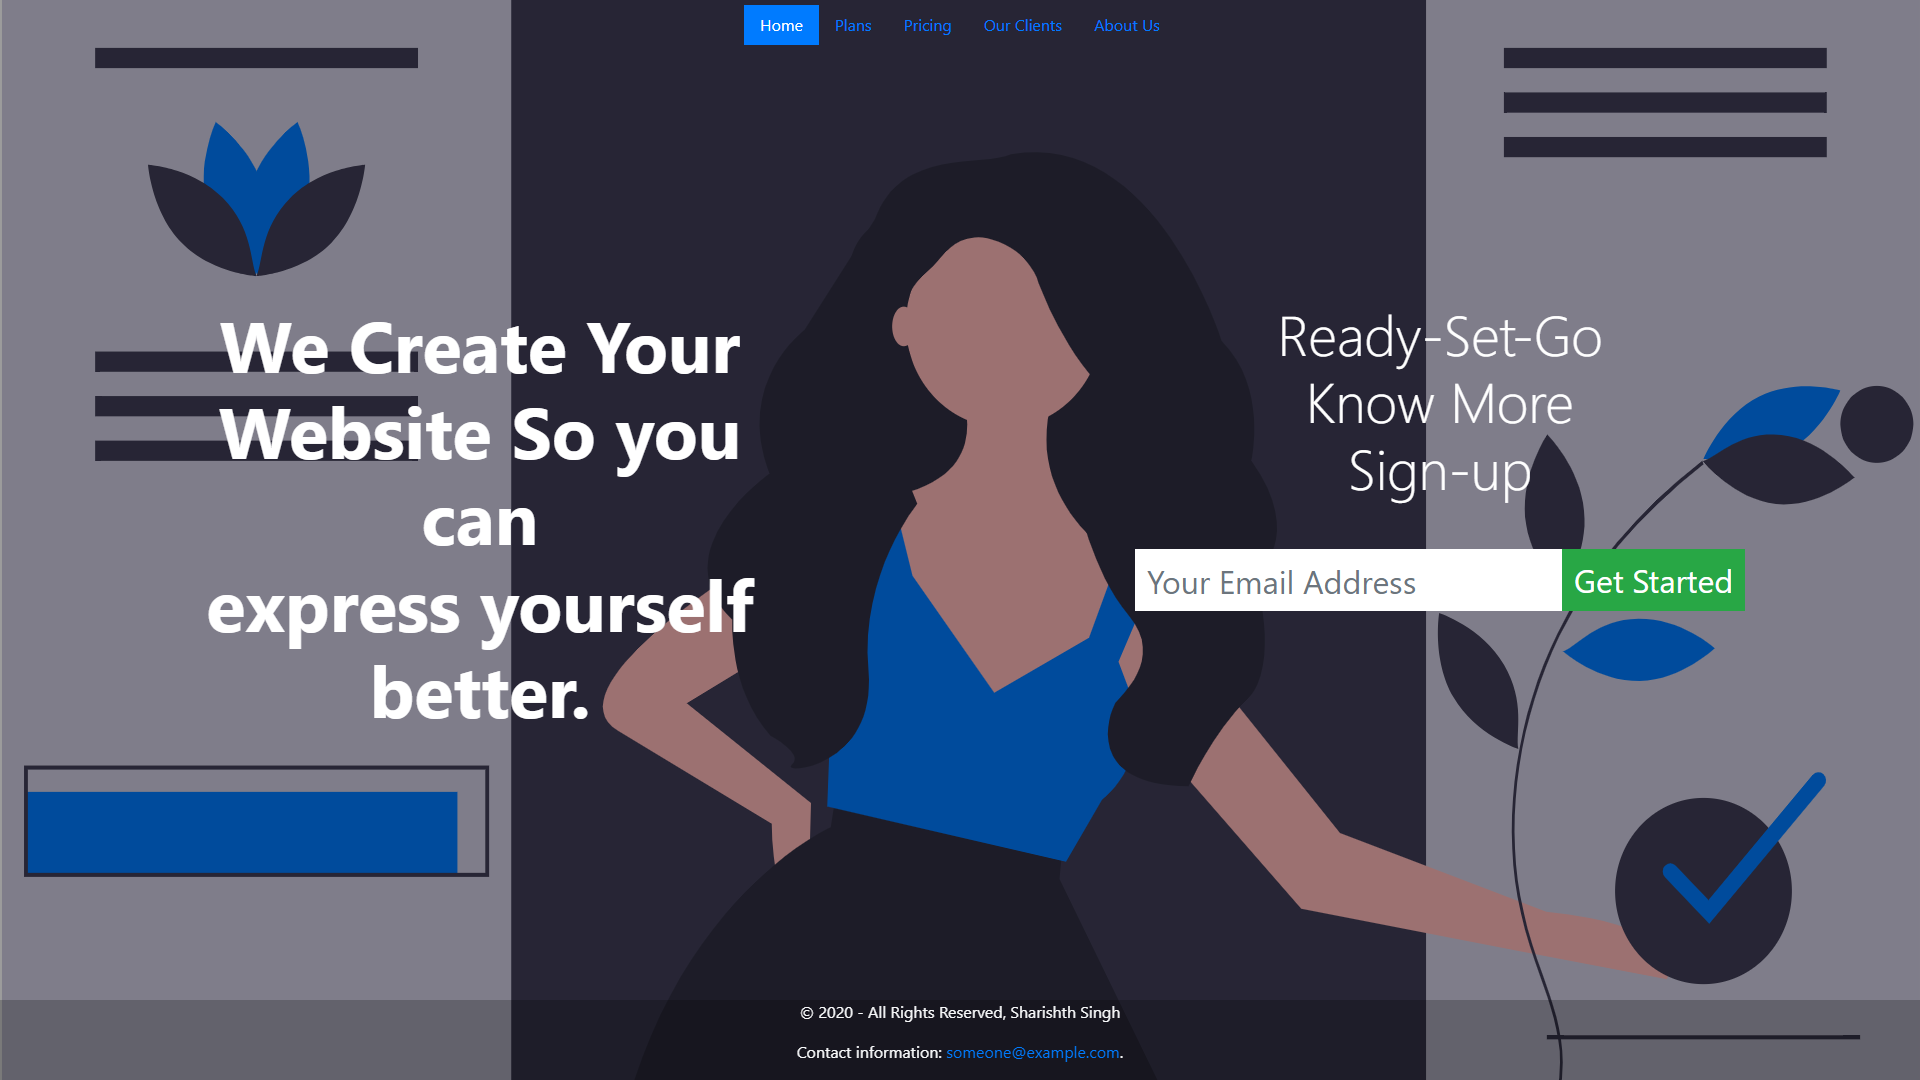 Home Plans Pricing Our Clients About Us
We Create Your
Website So you
can
express yourself
better.
Ready-Set-Go
Know More
Sign-up
Your Email Address Get Started
© 2020 - All Rights Reserved, Sharishth Singh
Contact information: someone@example.com.